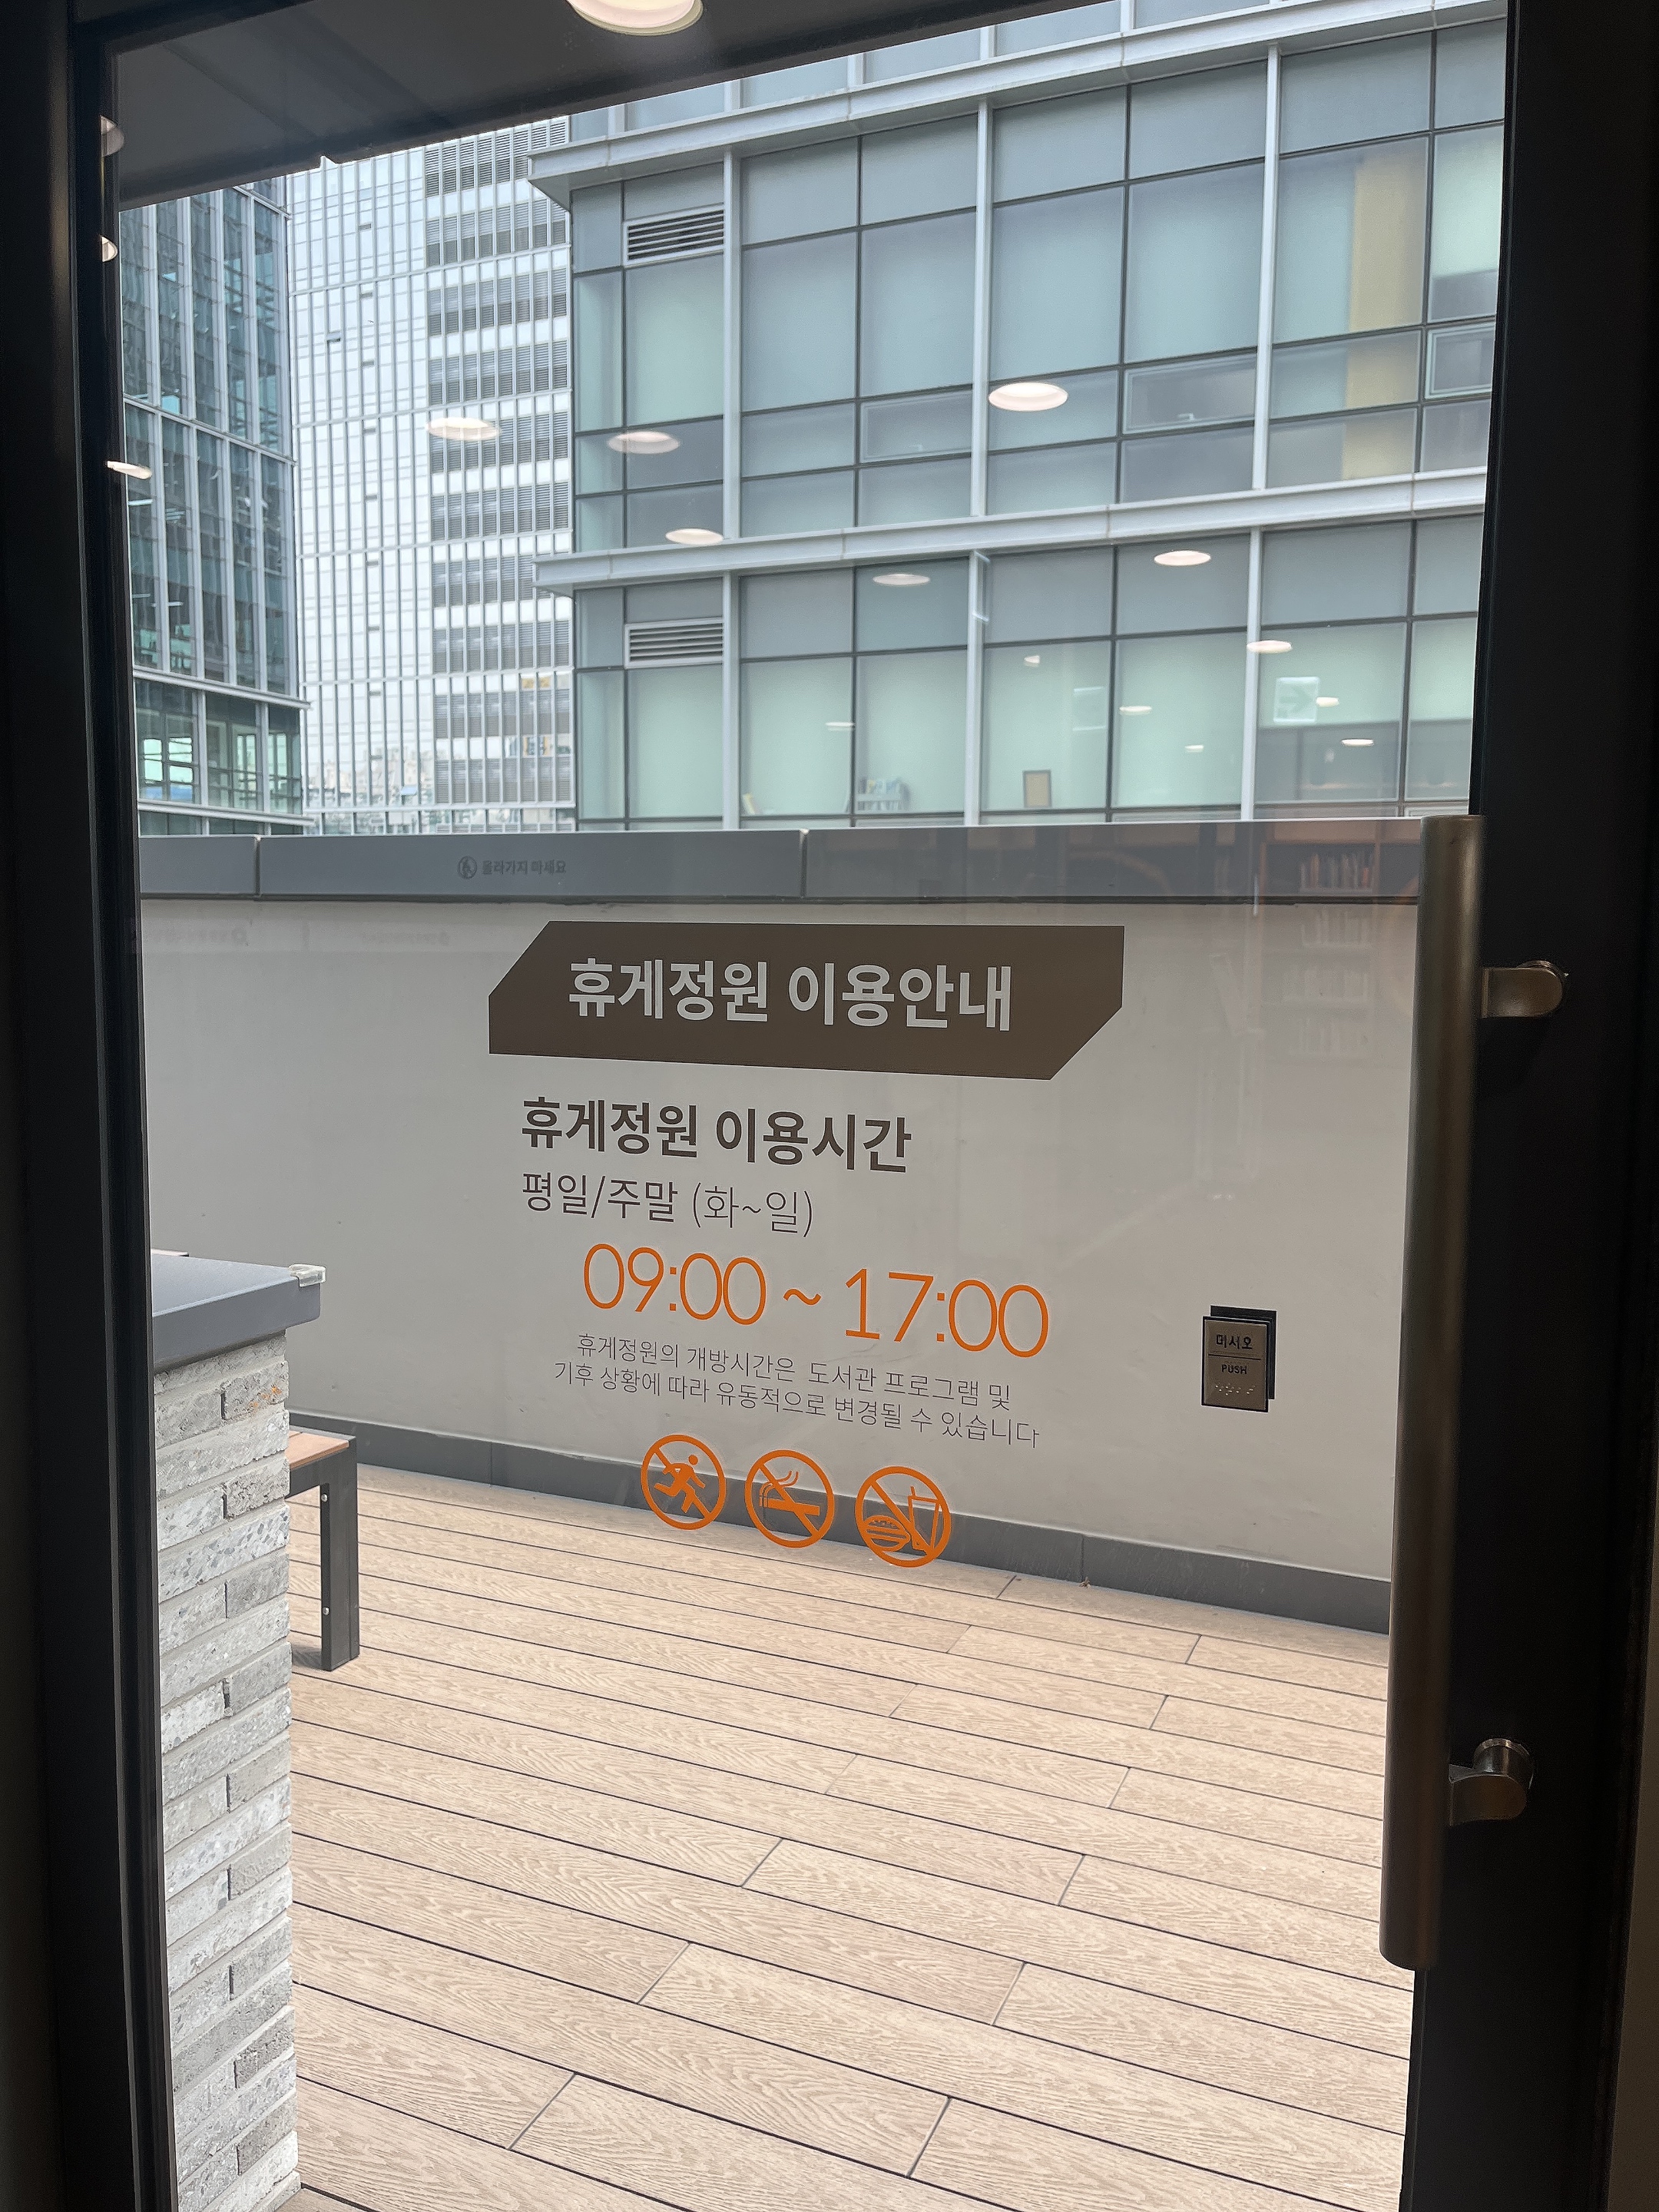 올라가지 마세요
휴게정원 이용안내
휴게정원 이용시간
평일/주말 (화~일)
09:00 ~ 17:00
휴게정원의 개방시간은 도서관 프로그램 및
기후 상황에 따라 유동적으로 변경될 수 있습니다
미시오
PUSH